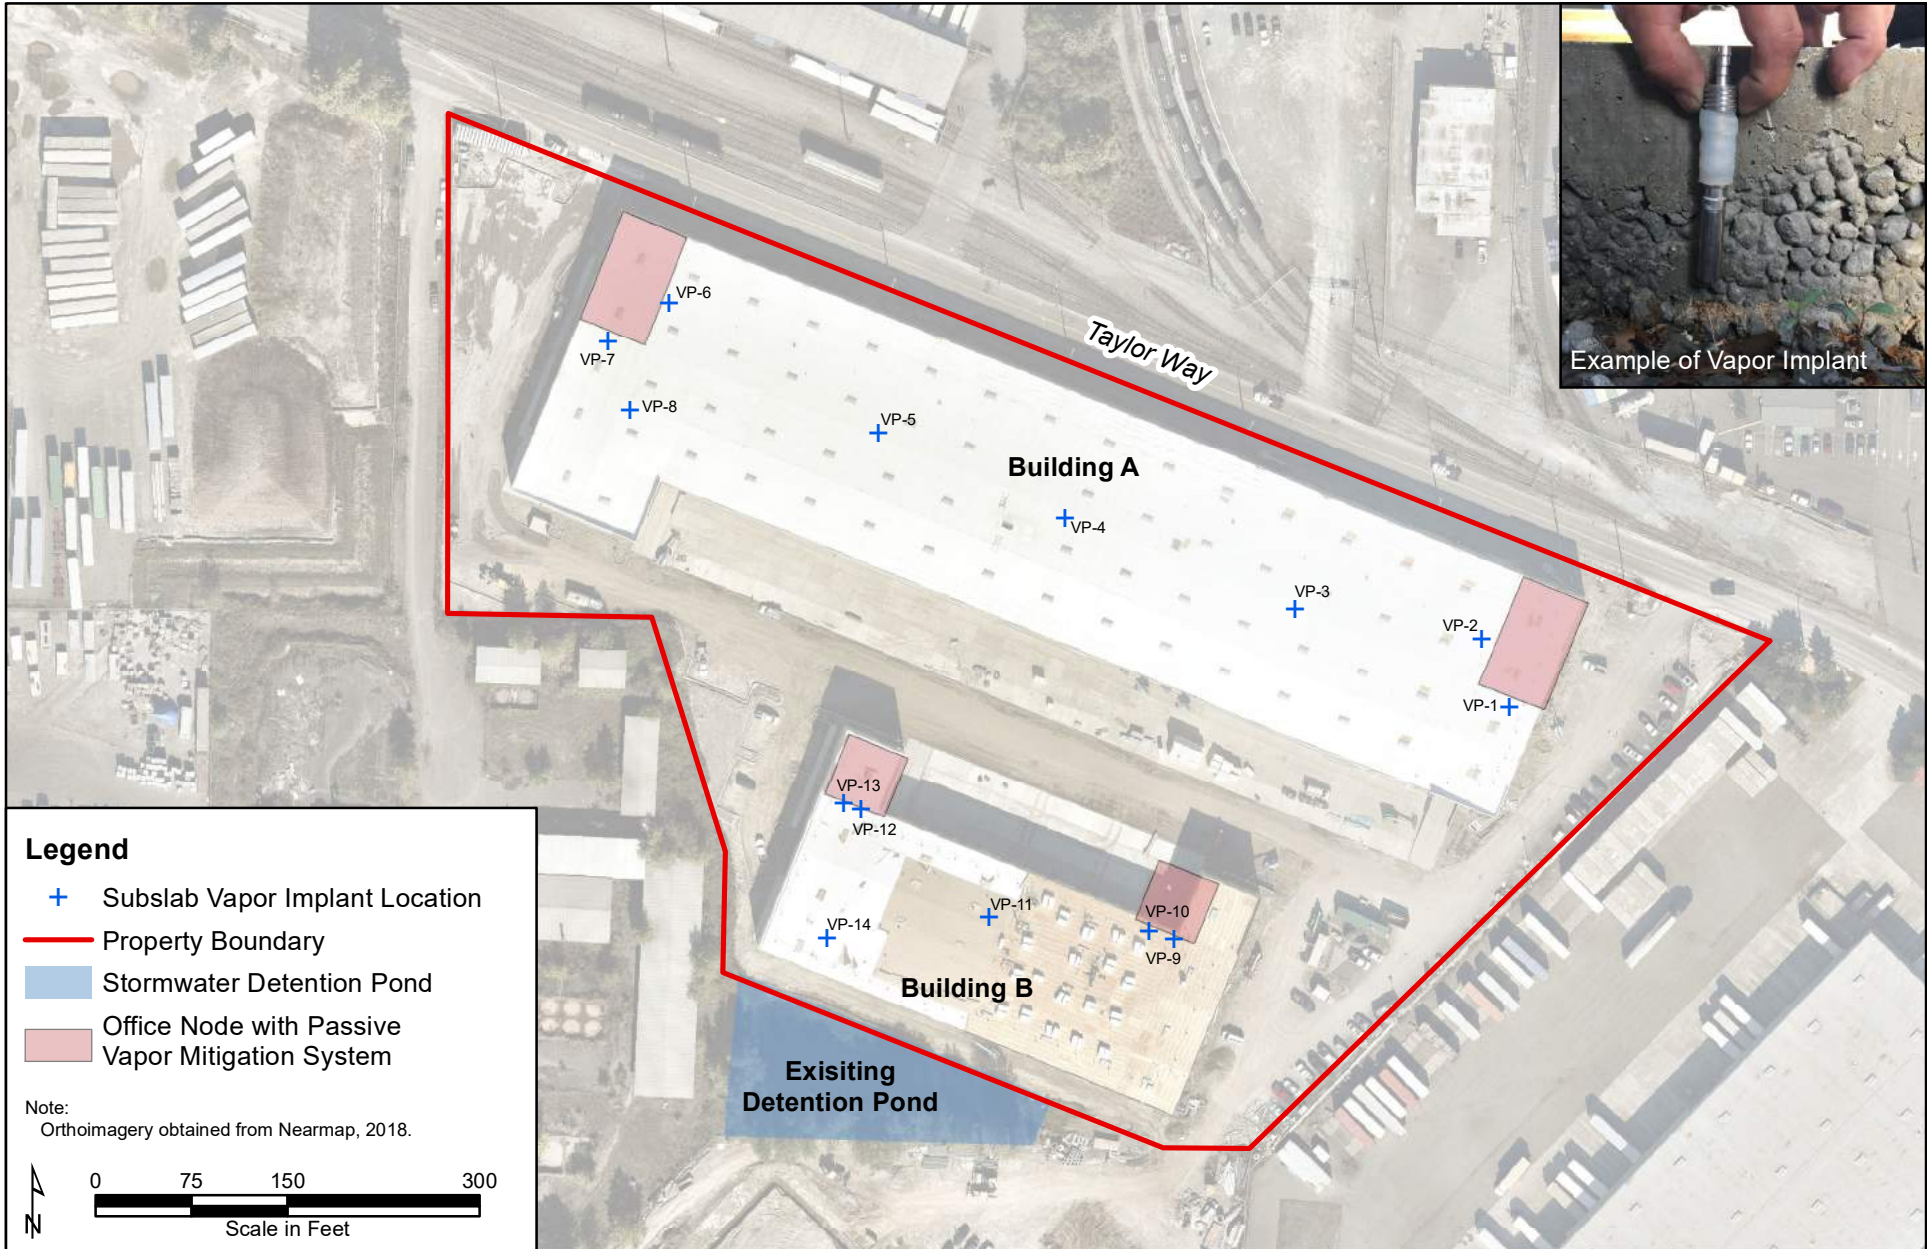 Example of Vapor Implant
Taylor Way
VP-6
VP-7
VP-8
VP-5
Building A
VP-4
VP-3
VP-2
VP-1
VP-13
VP-12
VP-10
VP-11
VP-14
VP-9
Building B
Exisiting
Detention Pond
Legend
Subslab Vapor Implant Location
Property Boundary
Stormwater Detention Pond
Office Node with Passive
Vapor Mitigation System
Note:
Orthoimagery obtained from Nearmap, 2018.
N
0 75 150 300
Scale in Feet